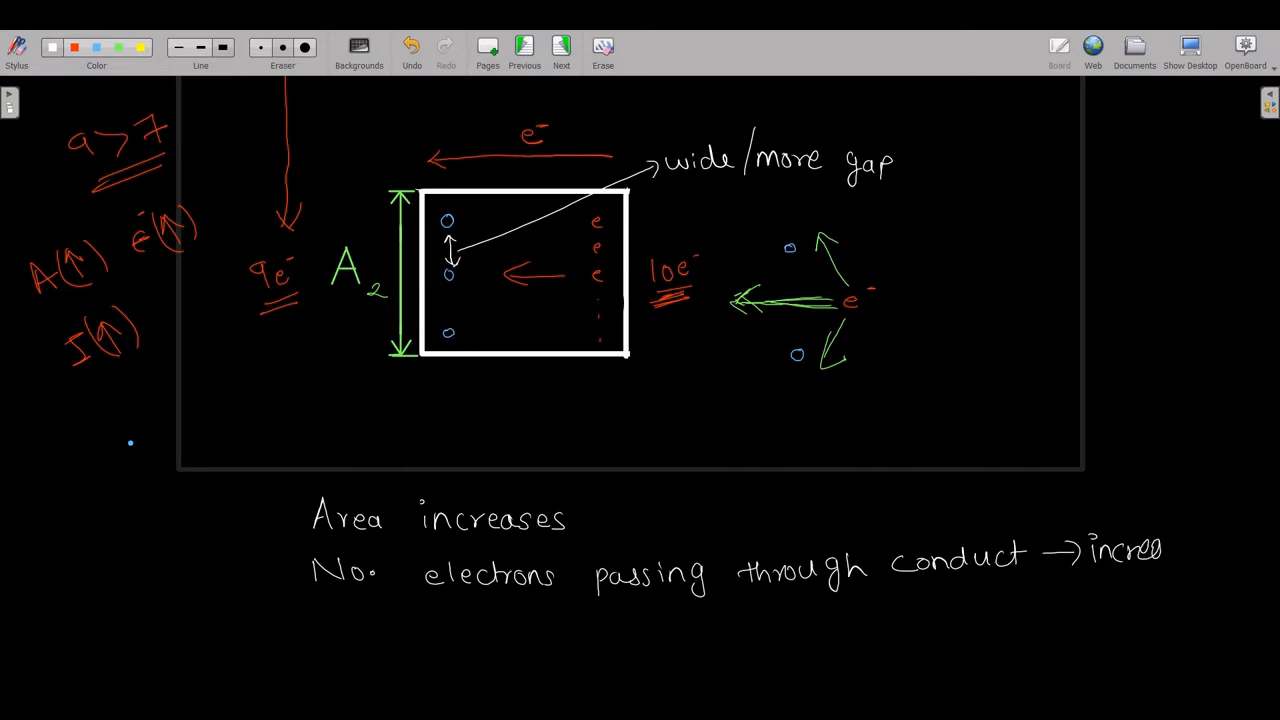 Stylus
Color
Line
Eraser
Backgrounds
Undo
Redo
Pages
Previous
Next
Erase
Board
Web
Documents
Show Desktop
OpenBoard
9 > 7
e⁻
wide/more gap
A(↑) e⁻(↑)
I(↑)
9e⁻
A₂
e
e
e
10e⁻
e⁻
Area increases
No. electrons passing through conduct → increas